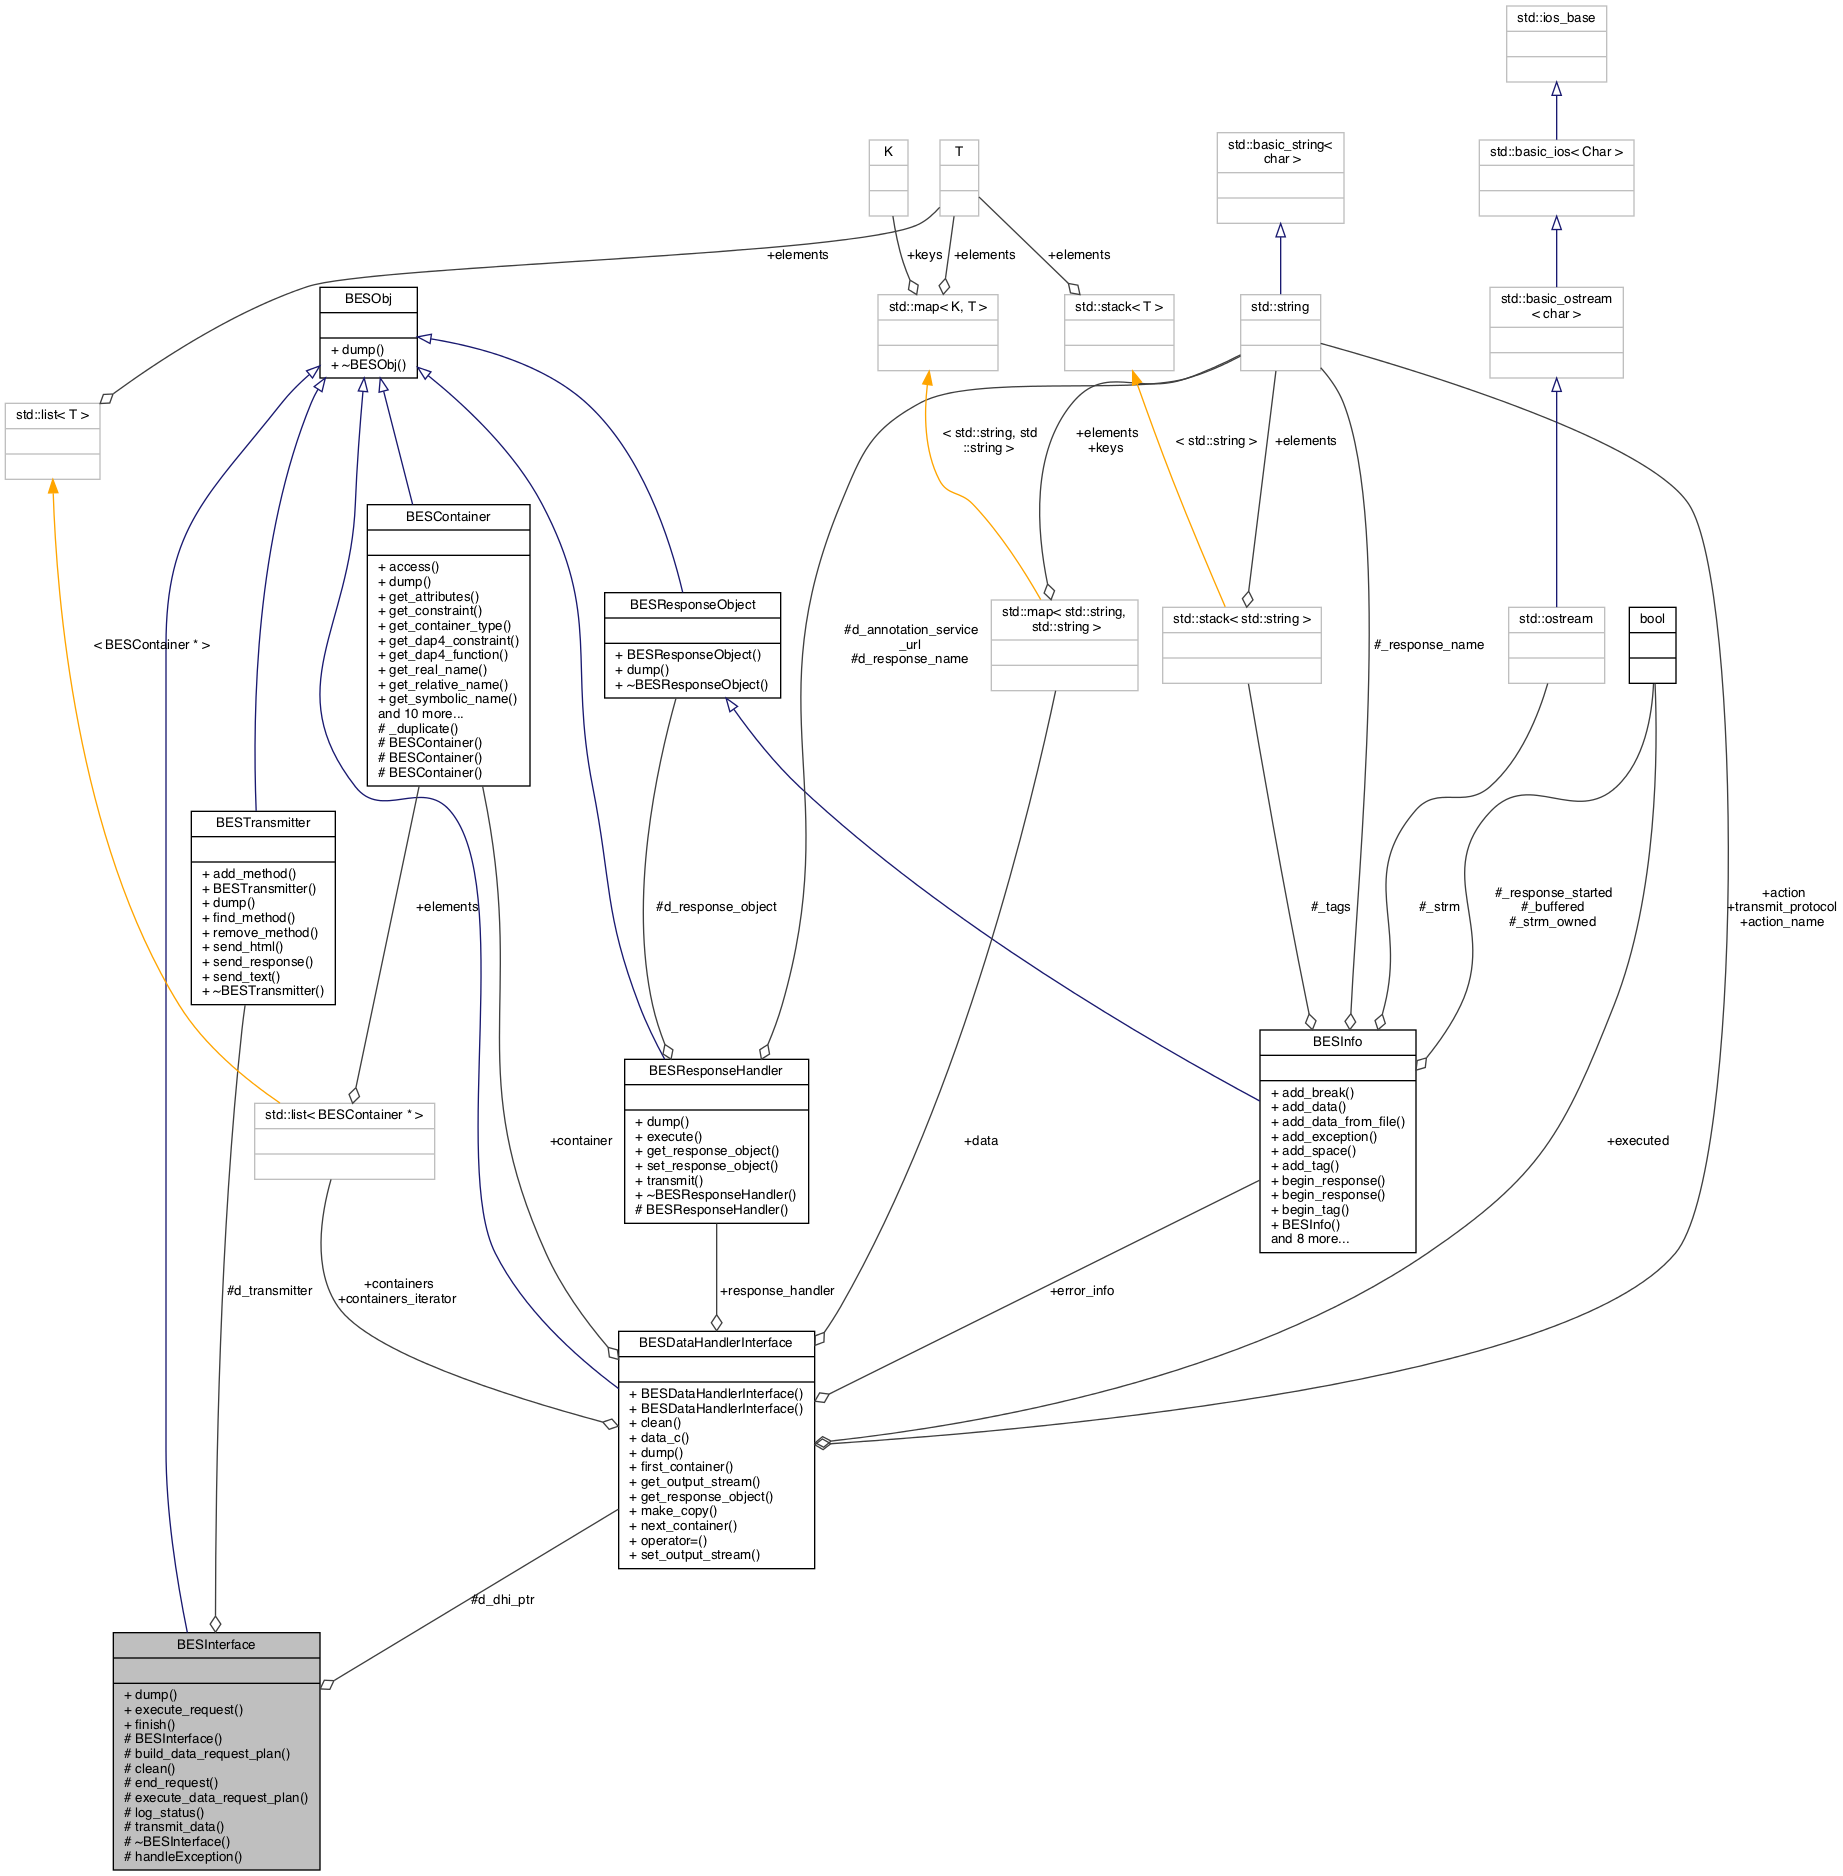 std::ios_base
std::basic_string<
char >
K
T
std::basic_ios< Char >
+elements
+keys
+elements
+elements
BESObj
+ dump()
+ ~BESObj()
std::map< K, T >
std::stack< T >
std::string
std::basic_ostream
< char >
std::list< T >
< std::string, std
::string >
+elements
+keys
< std::string >
+elements
BESContainer
+ access()
+ dump()
+ get_attributes()
+ get_constraint()
+ get_container_type()
+ get_dap4_constraint()
+ get_dap4_function()
+ get_real_name()
+ get_relative_name()
+ get_symbolic_name()
and 10 more...
# _duplicate()
# BESContainer()
# BESContainer()
# BESContainer()
BESResponseObject
+ BESResponseObject()
+ dump()
+ ~BESResponseObject()
< BESContainer * >
#d_annotation_service
_url
#d_response_name
std::map< std::string,
std::string >
std::stack< std::string >
#_response_name
std::ostream
bool
BESTransmitter
+ add_method()
+ BESTransmitter()
+ dump()
+ find_method()
+ remove_method()
+ send_html()
+ send_response()
+ send_text()
+ ~BESTransmitter()
+elements
#d_response_object
#_tags
#_strm
#_response_started
#_buffered
#_strm_owned
+action
+transmit_protocol
+action_name
std::list< BESContainer * >
+container
BESResponseHandler
+ dump()
+ execute()
+ get_response_object()
+ set_response_object()
+ transmit()
+ ~BESResponseHandler()
# BESResponseHandler()
+data
BESInfo
+ add_break()
+ add_data()
+ add_data_from_file()
+ add_exception()
+ add_space()
+ add_tag()
+ begin_response()
+ begin_response()
+ begin_tag()
+ BESInfo()
and 8 more...
+executed
#d_transmitter
+containers
+containers_iterator
+response_handler
+error_info
BESDataHandlerInterface
+ BESDataHandlerInterface()
+ BESDataHandlerInterface()
+ clean()
+ data_c()
+ dump()
+ first_container()
+ get_output_stream()
+ get_response_object()
+ make_copy()
+ next_container()
+ operator=()
+ set_output_stream()
#d_dhi_ptr
BESInterface
+ dump()
+ execute_request()
+ finish()
# BESInterface()
# build_data_request_plan()
# clean()
# end_request()
# execute_data_request_plan()
# log_status()
# transmit_data()
# ~BESInterface()
# handleException()